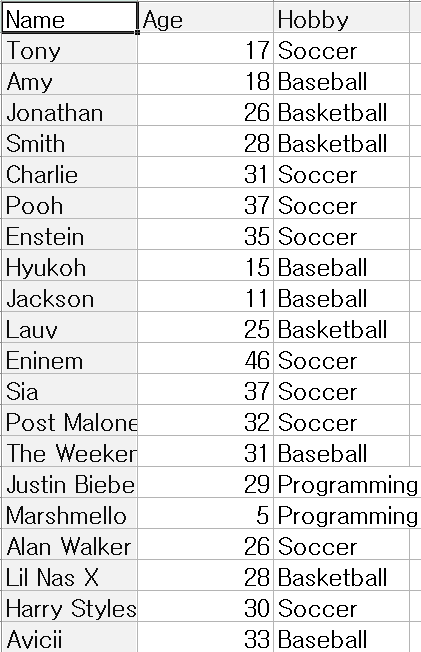 Name Age Hobby
Tony 17 Soccer
Amy 18 Baseball
Jonathan 26 Basketball
Smith 28 Basketball
Charlie 31 Soccer
Pooh 37 Soccer
Enstein 35 Soccer
Hyukoh 15 Baseball
Jackson 11 Baseball
Lauv 25 Basketball
Eninem 46 Soccer
Sia 37 Soccer
Post Malone 32 Soccer
The Weeker 31 Baseball
Justin Biebe 29 Programming
Marshmello 5 Programming
Alan Walker 26 Soccer
Lil Nas X 28 Basketball
Harry Styles 30 Soccer
Avicii 33 Baseball